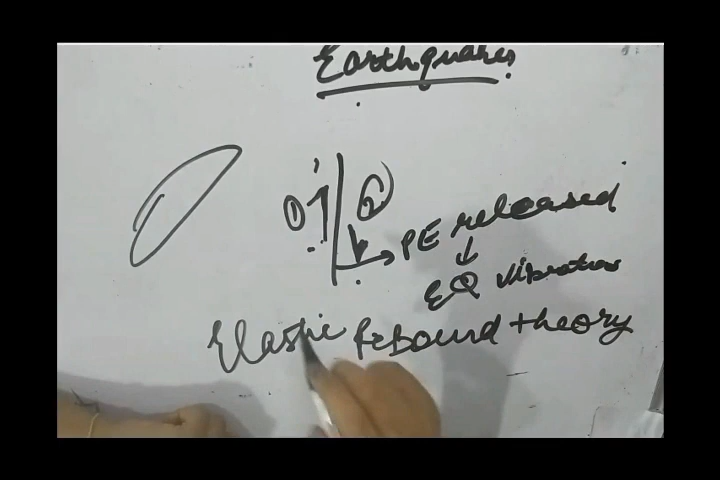 Earthquakes
PE released
EQ vibration
Elastic Rebound theory